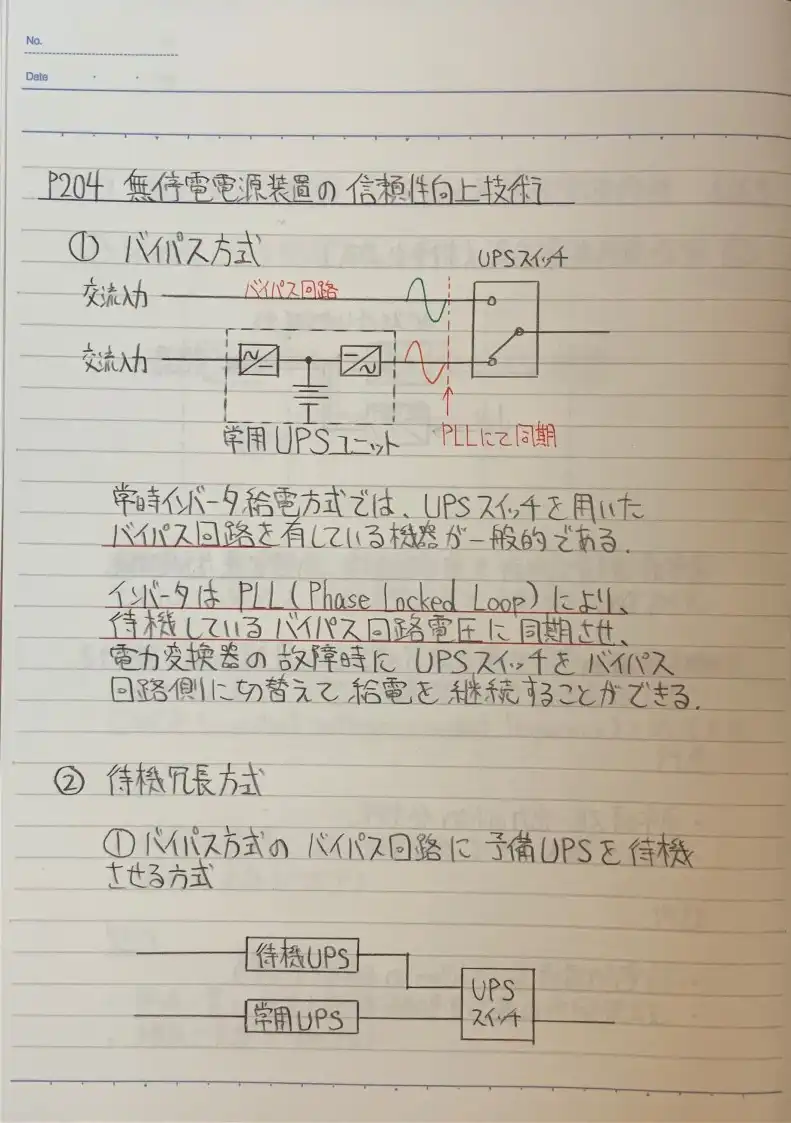 No.
Date
P204 無停電電源装置の信頼性向上技術
① バイパス方式
UPSスイッチ
交流入力
バイパス回路
交流入力
常用UPSユニット
PLLにて同期
常時インバータ給電方式では、UPSスイッチを用いた
バイパス回路を有している機器が一般的である.
インバータは PLL(Phase Locked Loop)により、
待機しているバイパス回路電圧に同期させ、
電力変換器の故障時に UPSスイッチを バイパス
回路側に切替えて給電を継続することができる.
② 待機冗長方式
①バイパス方式の バイパス回路に 予備UPSを待機
させる方式
待機UPS
常用UPS
UPS
スイッチ